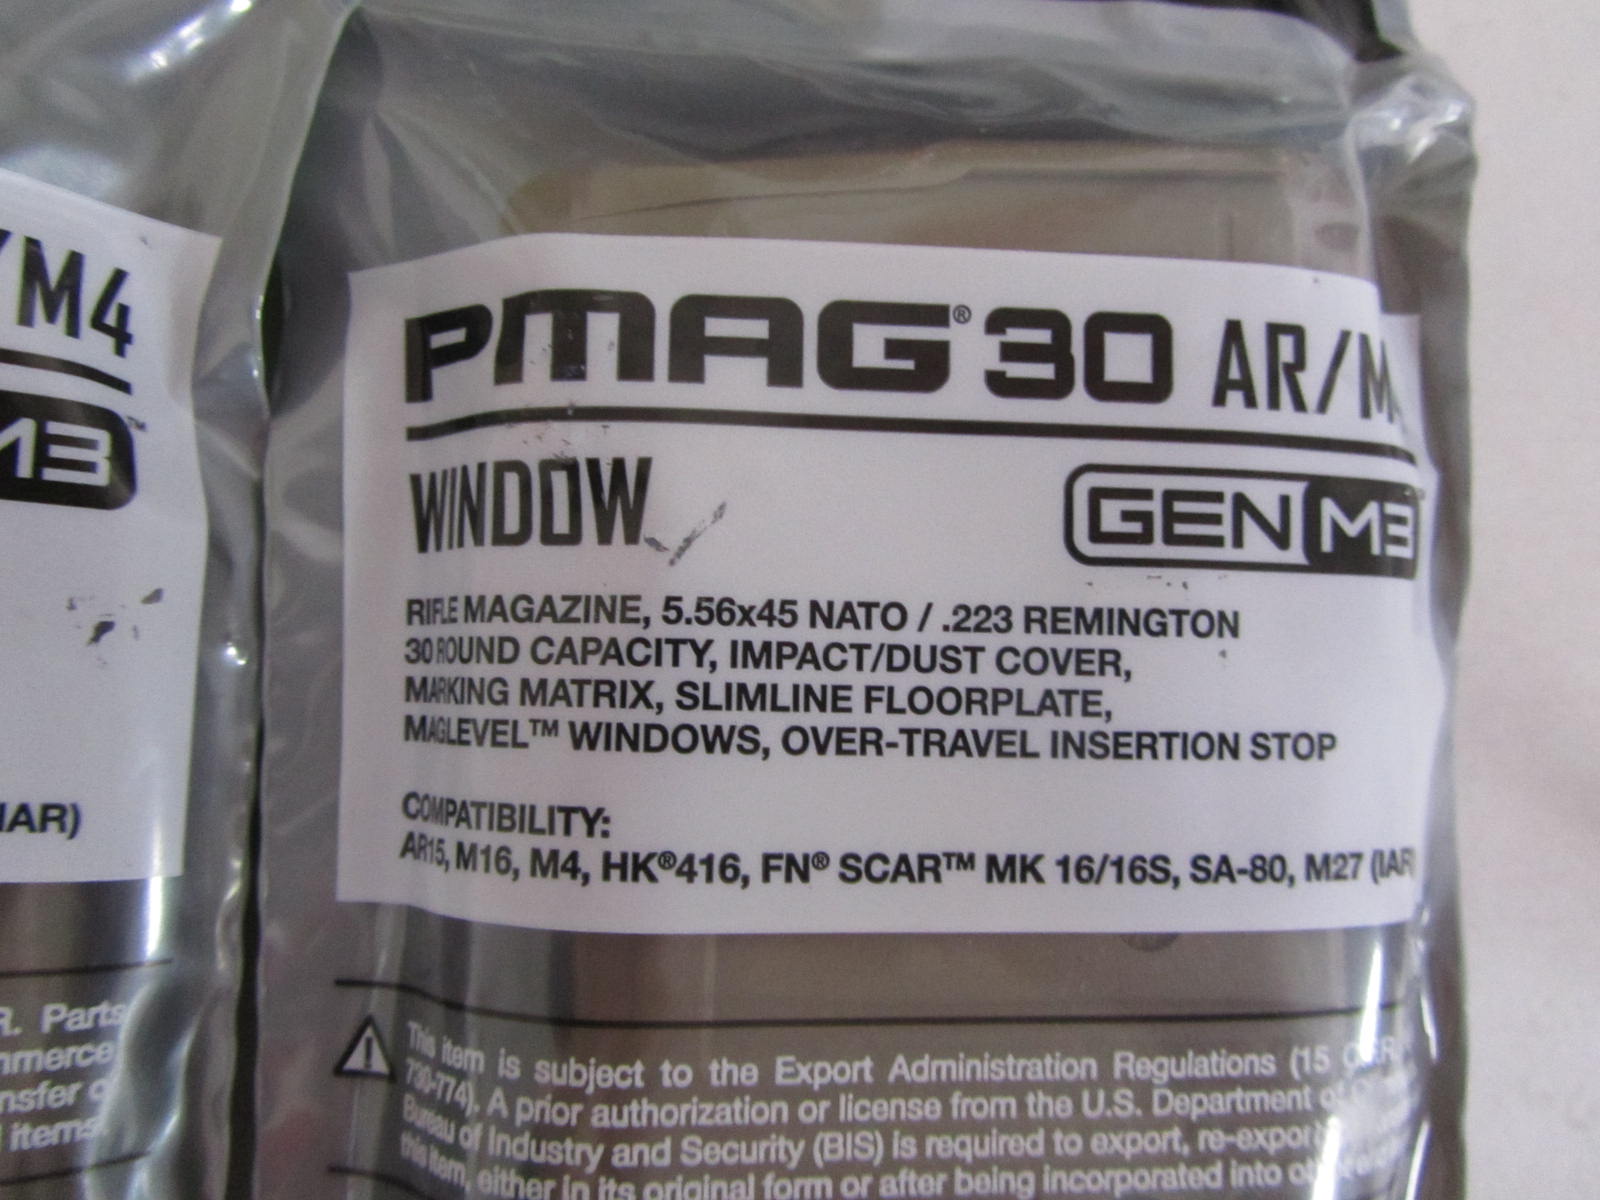 /M4
M3™
IAR)
R. Parts
items
PMAG® 30 AR/M
WINDOW
GEN M3
RIFLE MAGAZINE, 5.56x45 NATO / .223 REMINGTON
30 ROUND CAPACITY, IMPACT/DUST COVER,
MARKING MATRIX, SLIMLINE FLOORPLATE,
MAGLEVEL™ WINDOWS, OVER-TRAVEL INSERTION STOP
COMPATIBILITY:
AR15, M16, M4, HK®416, FN® SCAR™ MK 16/16S, SA-80, M27 (IAR)
This item is subject to the Export Administration Regulations (15 CFR
730-774). A prior authorization or license from the U.S. Department of
Bureau of Industry and Security (BIS) is required to export, re-export
this item, either in its original form or after being incorporated into